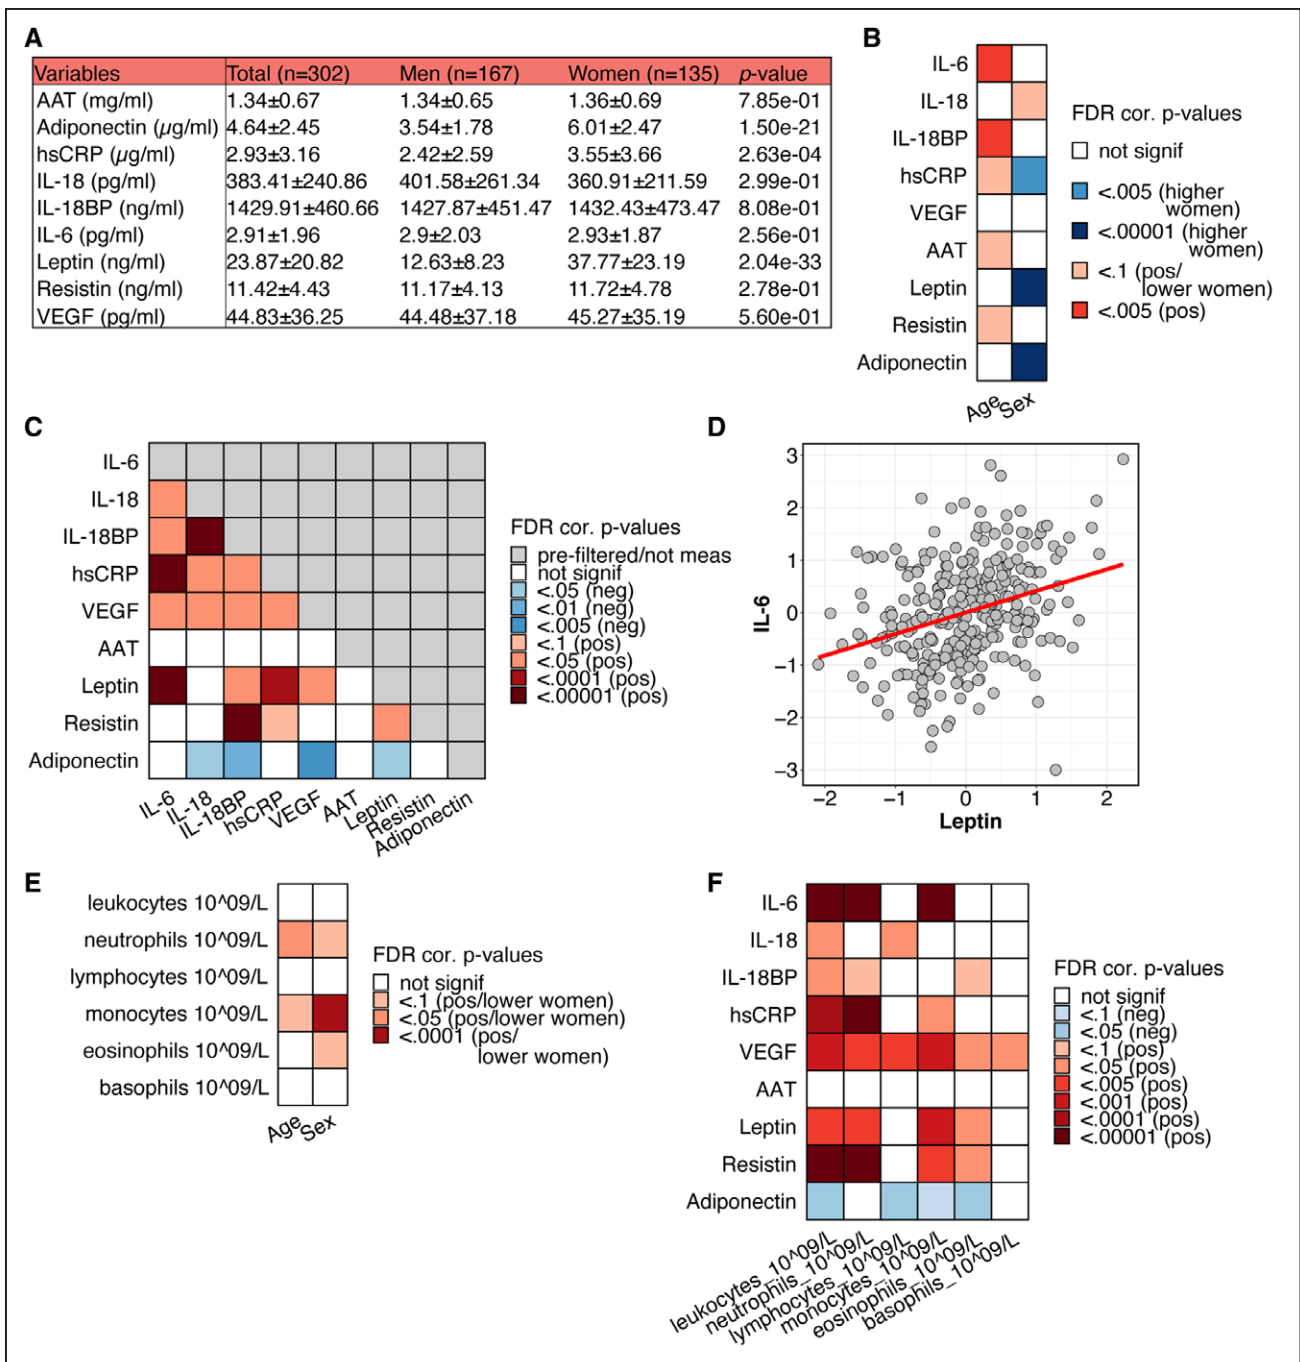 A
Variables Total (n=302) Men (n=167) Women (n=135) p-value
AAT (mg/ml) 1.34±0.67 1.34±0.65 1.36±0.69 7.85e-01
Adiponectin (µg/ml) 4.64±2.45 3.54±1.78 6.01±2.47 1.50e-21
hsCRP (µg/ml) 2.93±3.16 2.42±2.59 3.55±3.66 2.63e-04
IL-18 (pg/ml) 383.41±240.86 401.58±261.34 360.91±211.59 2.99e-01
IL-18BP (ng/ml) 1429.91±460.66 1427.87±451.47 1432.43±473.47 8.08e-01
IL-6 (pg/ml) 2.91±1.96 2.9±2.03 2.93±1.87 2.56e-01
Leptin (ng/ml) 23.87±20.82 12.63±8.23 37.77±23.19 2.04e-33
Resistin (ng/ml) 11.42±4.43 11.17±4.13 11.72±4.78 2.78e-01
VEGF (pg/ml) 44.83±36.25 44.48±37.18 45.27±35.19 5.60e-01
B
IL-6
IL-18
IL-18BP
hsCRP
VEGF
AAT
Leptin
Resistin
Adiponectin
Age Sex
FDR cor. p-values
not signif
<.005 (higher
women)
<.00001 (higher
women)
<.1 (pos/
lower women)
<.005 (pos)
C
IL-6
IL-18
IL-18BP
hsCRP
VEGF
AAT
Leptin
Resistin
Adiponectin
IL-6 IL-18 IL-18BP hsCRP VEGF AAT Leptin Resistin Adiponectin
FDR cor. p-values
pre-filtered/not meas
not signif
<.05 (neg)
<.01 (neg)
<.005 (neg)
<.1 (pos)
<.05 (pos)
<.0001 (pos)
<.00001 (pos)
D
IL-6
3
2
1
0
−1
−2
−3
−2 −1 0 1 2
Leptin
E
leukocytes 10^09/L
neutrophils 10^09/L
lymphocytes 10^09/L
monocytes 10^09/L
eosinophils 10^09/L
basophils 10^09/L
Age Sex
FDR cor. p-values
not signif
<.1 (pos/lower women)
<.05 (pos/lower women)
<.0001 (pos/
lower women)
F
IL-6
IL-18
IL-18BP
hsCRP
VEGF
AAT
Leptin
Resistin
Adiponectin
leukocytes_10^09/L
neutrophils_10^09/L
lymphocytes_10^09/L
monocytes_10^09/L
eosinophils_10^09/L
basophils_10^09/L
FDR cor. p-values
not signif
<.1 (neg)
<.05 (neg)
<.1 (pos)
<.05 (pos)
<.005 (pos)
<.001 (pos)
<.0001 (pos)
<.00001 (pos)